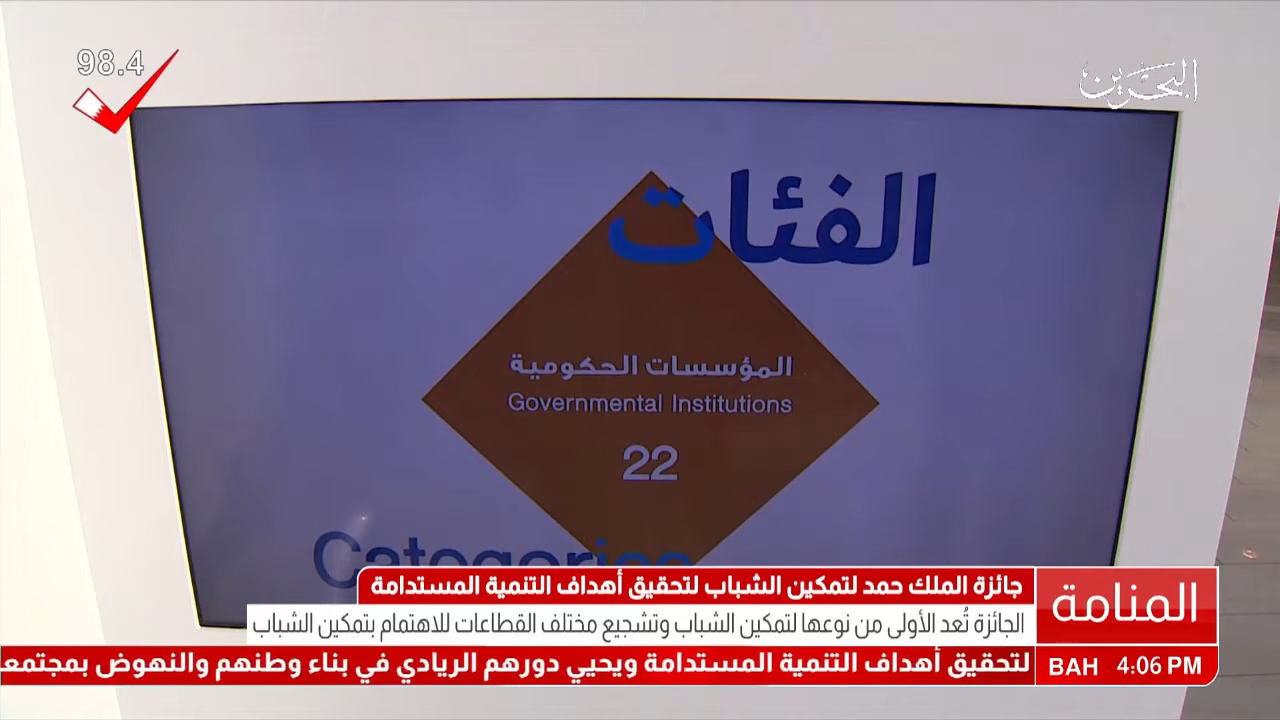 98.4
البحرين
الفئات
المؤسسات الحكومية
Governmental Institutions
22
Categories
جائزة الملك حمد لتمكين الشباب لتحقيق أهداف التنمية المستدامة
المنامة
الجائزة تُعد الأولى من نوعها لتمكين الشباب وتشجيع مختلف القطاعات للاهتمام بتمكين الشباب
لتحقيق أهداف التنمية المستدامة ويحيي دورهم الريادي في بناء وطنهم والنهوض بمجتمعه
BAH 4:06 PM